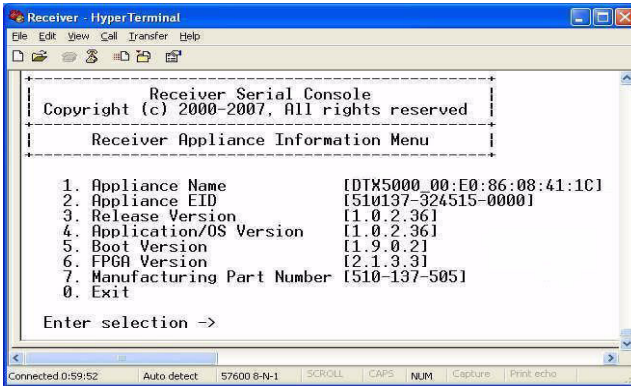 Receiver - HyperTerminal
File Edit View Call Transfer Help
Receiver Serial Console
Copyright (c) 2000-2007, All rights reserved
Receiver Appliance Information Menu
1. Appliance Name [DTX5000_00:E0:86:08:41:1C]
2. Appliance EID [510137-324515-0000]
3. Release Version [1.0.2.36]
4. Application/OS Version [1.0.2.36]
5. Boot Version [1.9.0.2]
6. FPGA Version [2.1.3.3]
7. Manufacturing Part Number [510-137-505]
0. Exit
Enter selection ->
Connected 0:59:52 Auto detect 57600 8-N-1 SCROLL CAPS NUM Capture Print echo